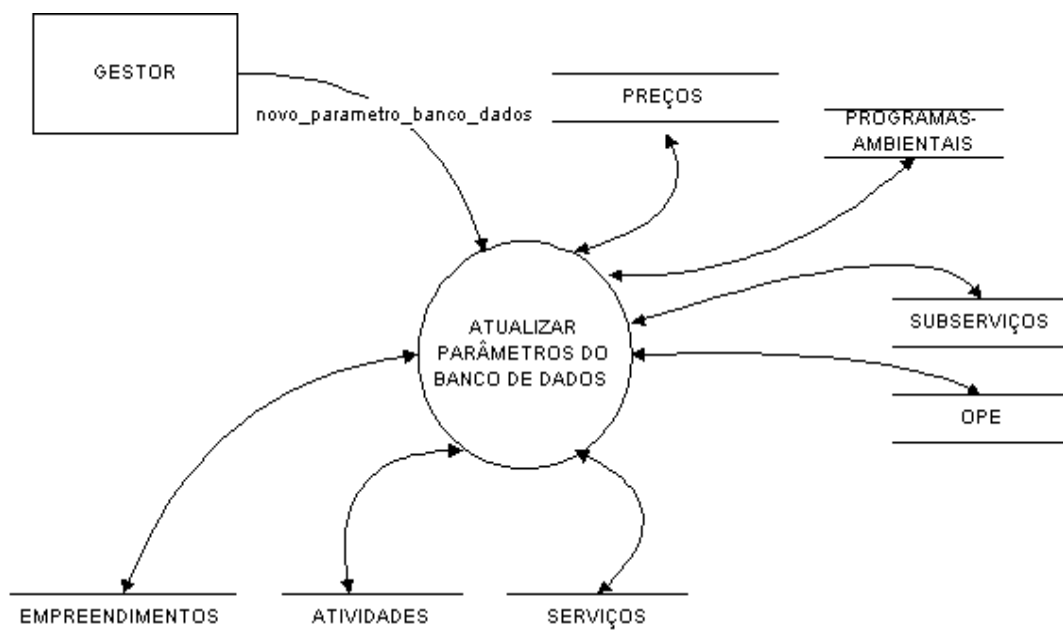 GESTOR
novo_parametro_banco_dados
PREÇOS
PROGRAMAS-
AMBIENTAIS
SUBSERVIÇOS
OPE
ATUALIZAR
PARÂMETROS DO
BANCO DE DADOS
EMPREENDIMENTOS
ATIVIDADES
SERVIÇOS